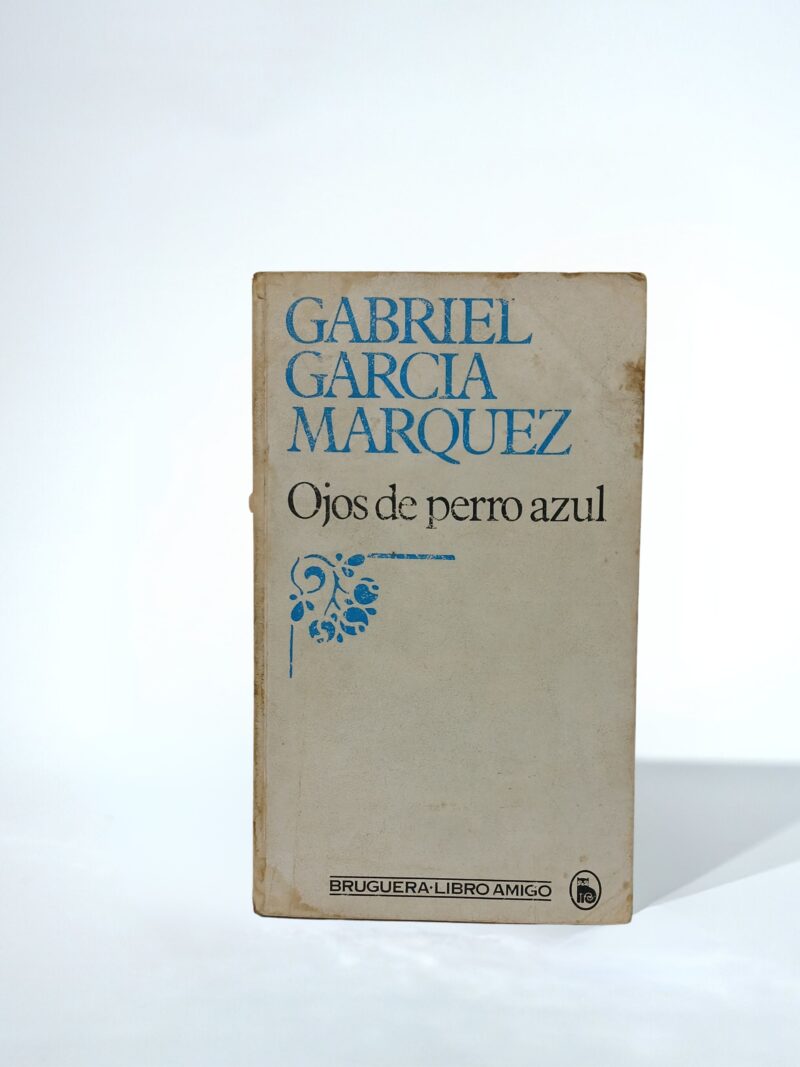 GABRIEL
GARCIA
MARQUEZ
Ojos de perro azul
BRUGUERA·LIBRO AMIGO